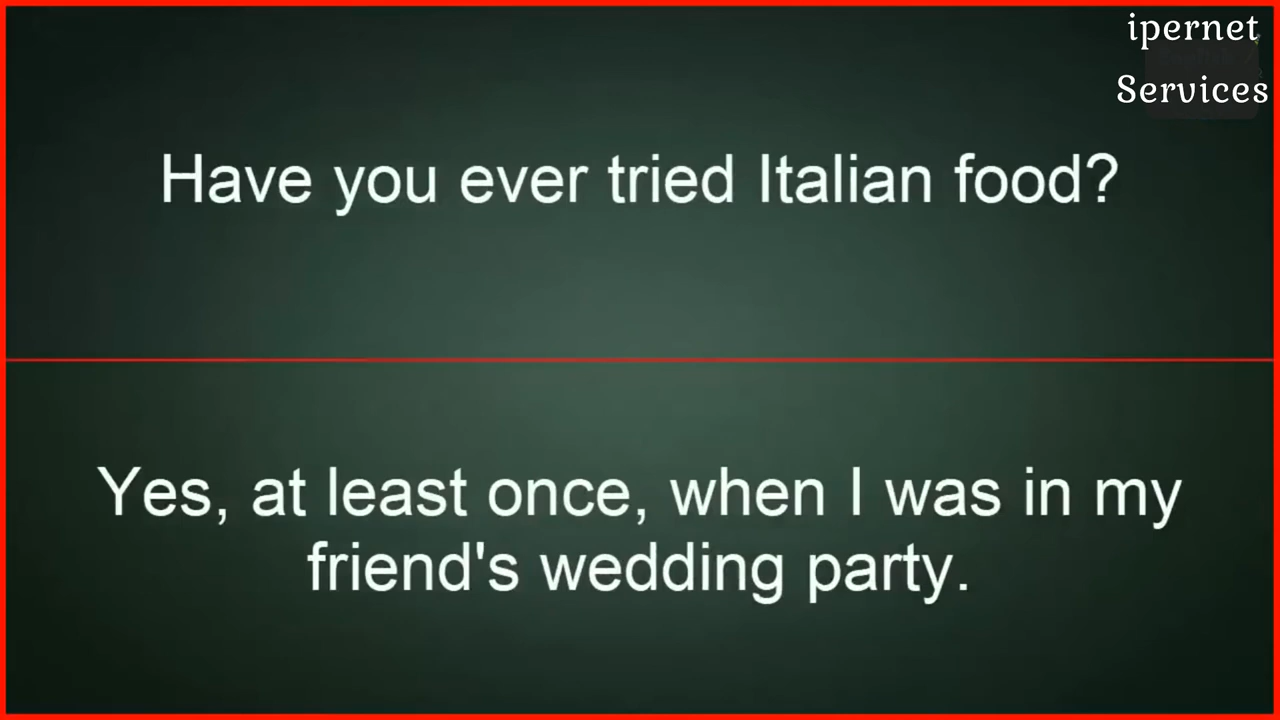 ipernet
Services
Have you ever tried Italian food?
Yes, at least once, when I was in my
friend's wedding party.